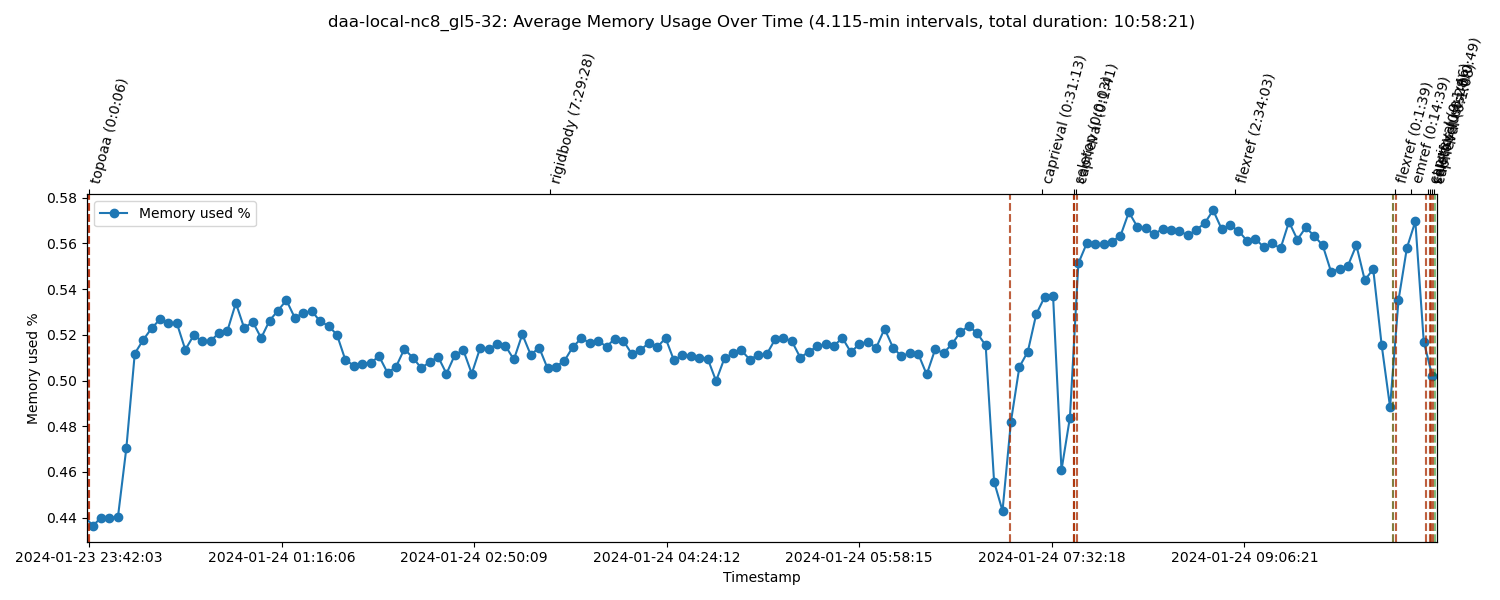 daa-local-nc8_gl5-32: Average Memory Usage Over Time (4.115-min intervals, total duration: 10:58:21)
topoaa (0:0:06)
rigidbody (7:29:28)
caprieval (0:31:13)
caprieval (0:1:41)
flexref (2:34:03)
flexref (0:1:39)
emref (0:14:39)
Memory used %
0.58
0.56
0.54
0.52
0.50
0.48
0.46
0.44
Memory used %
2024-01-23 23:42:03
2024-01-24 01:16:06
2024-01-24 02:50:09
2024-01-24 04:24:12
2024-01-24 05:58:15
2024-01-24 07:32:18
2024-01-24 09:06:21
Timestamp